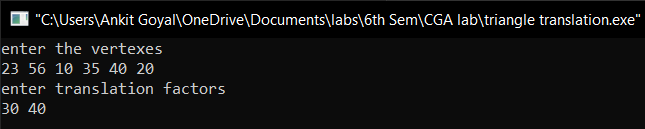 "C:\Users\Ankit Goyal\OneDrive\Documents\labs\6th Sem\CGA lab\triangle translation.exe"
enter the vertexes
23 56 10 35 40 20
enter translation factors
30 40